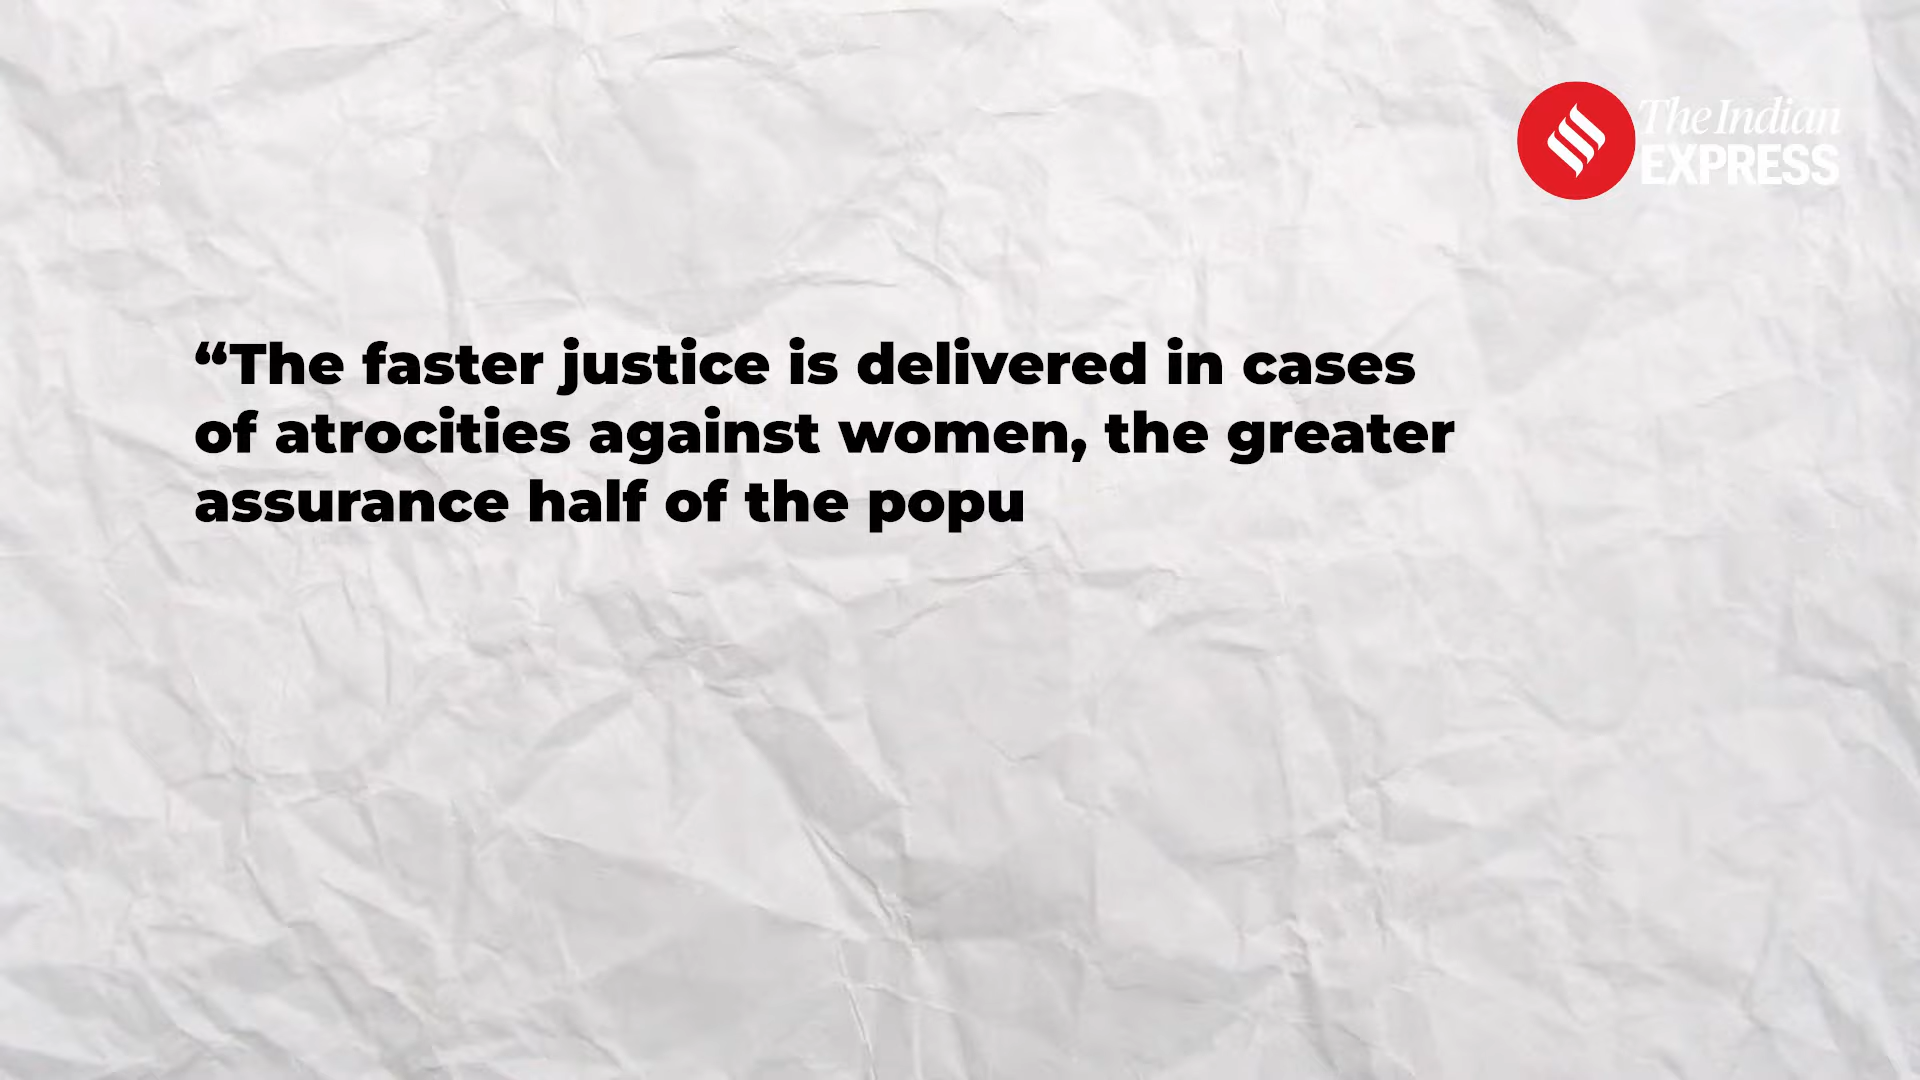 The Indian
EXPRESS
“The faster justice is delivered in cases
of atrocities against women, the greater
assurance half of the popu